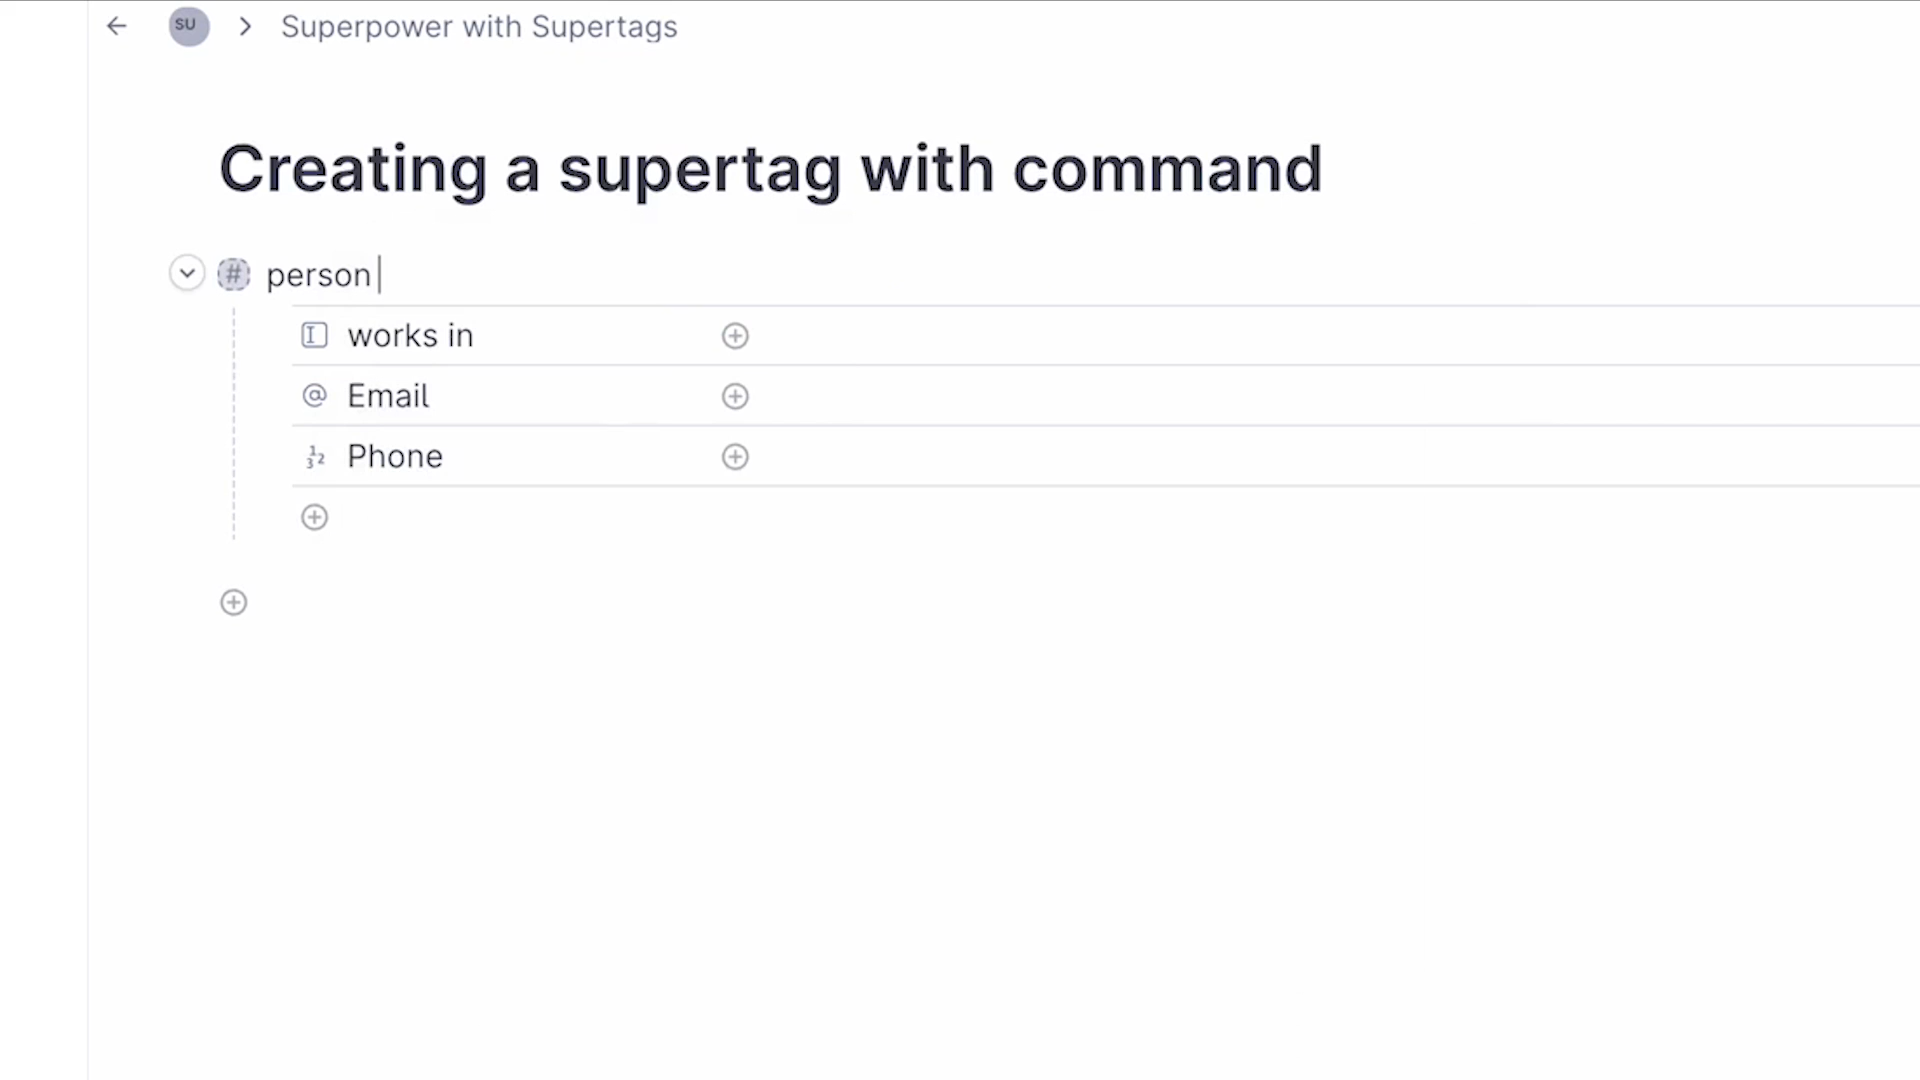 SU > Superpower with Supertags
Creating a supertag with command
# person
works in
@ Email
Phone